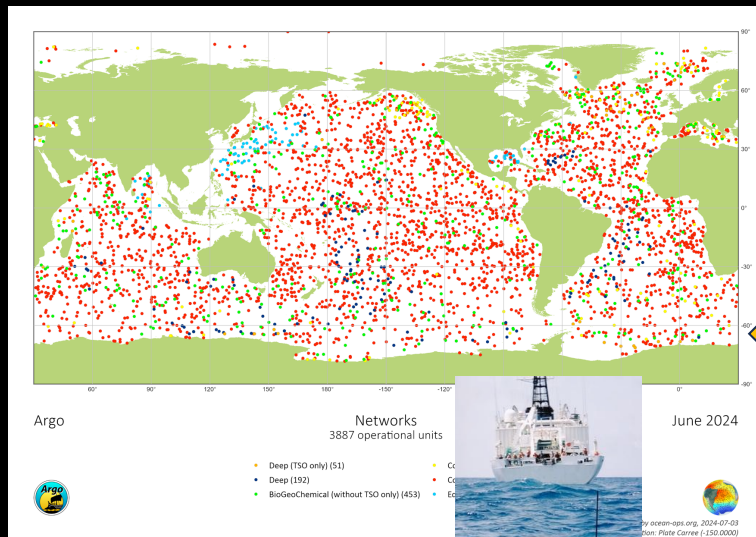 90°
60°
30°
0°
-30°
-60°
-90°
60° 90° 120° 150° 180° -150° -120° 0°
Argo Networks June 2024
3887 operational units
Deep (TSO only) (51)
Deep (192)
BioGeoChemical (without TSO only) (453)
Argo
by ocean-ops.org, 2024-07-03
Plate Carree (-150.0000)